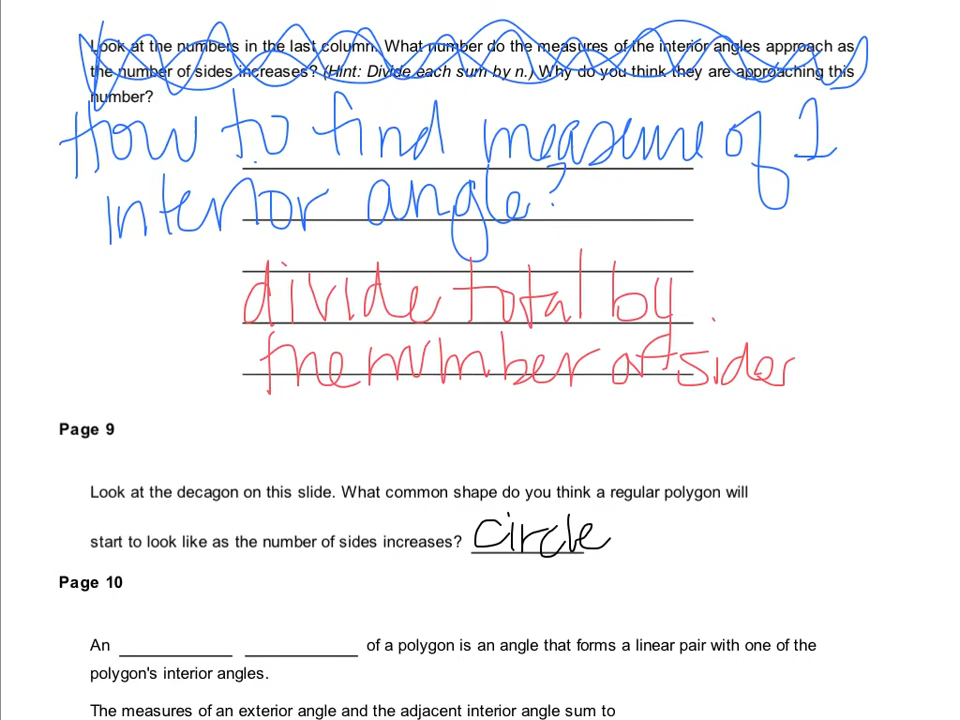 Look at the numbers in the last column. What number do the measures of the interior angles approach as
the number of sides increases? (Hint: Divide each sum by n.) Why do you think they are approaching this
number?
How to find measure of 1
interior angle?
divide total by
the number of sides
Page 9
Look at the decagon on this slide. What common shape do you think a regular polygon will
start to look like as the number of sides increases? circle
Page 10
An ____________ ____________ of a polygon is an angle that forms a linear pair with one of the
polygon's interior angles.
The measures of an exterior angle and the adjacent interior angle sum to